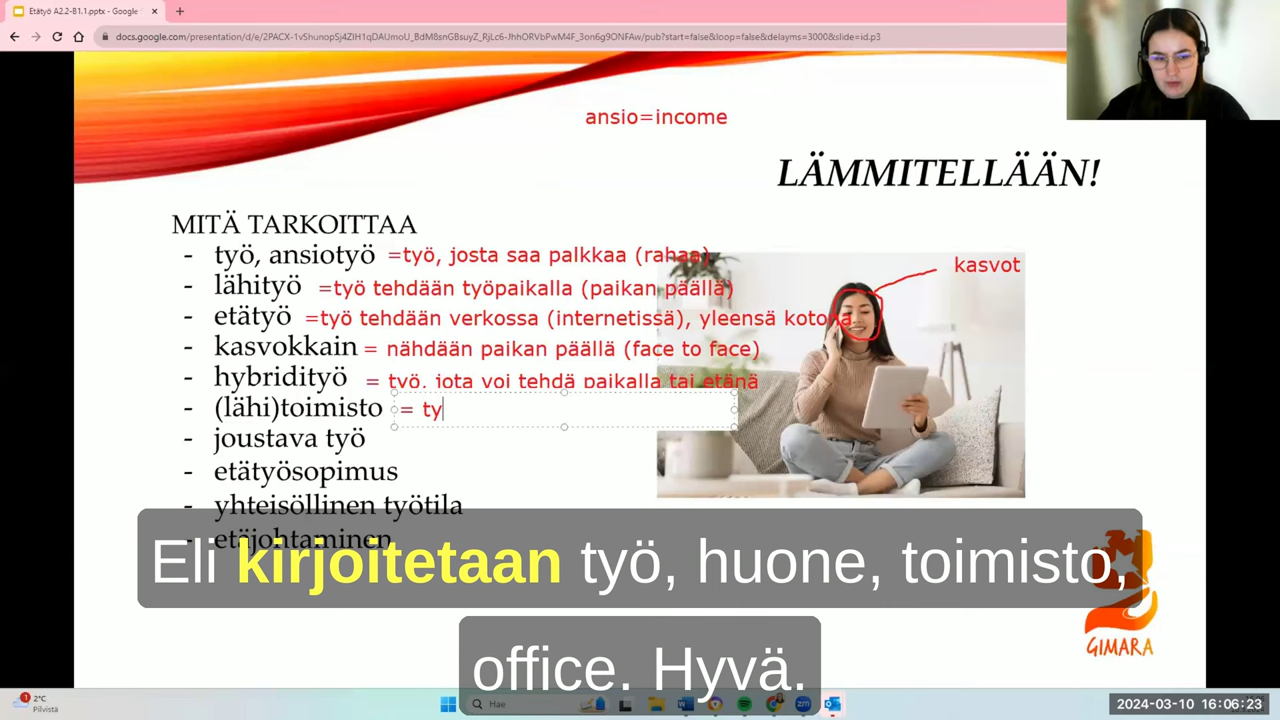 Etätyö A2.2-B1.1.pptx - Google
docs.google.com/presentation/d/e/2PACX-1vShunopSj4ZIH1qDAUmoU_BdM8snGBsuyZ_RjLc6-JhhORVbPwM4F_3on6g9ONFAw/pub?start=false&loop=false&delayms=3000&slide=id.p3
ansio=income
LÄMMITELLÄÄN!
MITÄ TARKOITTAA
- työ, ansiotyö =työ, josta saa palkkaa (rahaa)
kasvot
- lähityö =työ tehdään työpaikalla (paikan päällä)
- etätyö =työ tehdään verkossa (internetissä), yleensä kotona
- kasvokkain = nähdään paikan päällä (face to face)
- hybridityö = työ, jota voi tehdä paikalla tai etänä
- (lähi)toimisto = ty
- joustava työ
- etätyösopimus
- yhteisöllinen työtila
- etäjohtaminen
Eli kirjoitetaan työ, huone, toimisto,
office. Hyvä.
GIMARA
1
2°C
Pilvistä
Hae
zm
2024-03-10 16:06:23